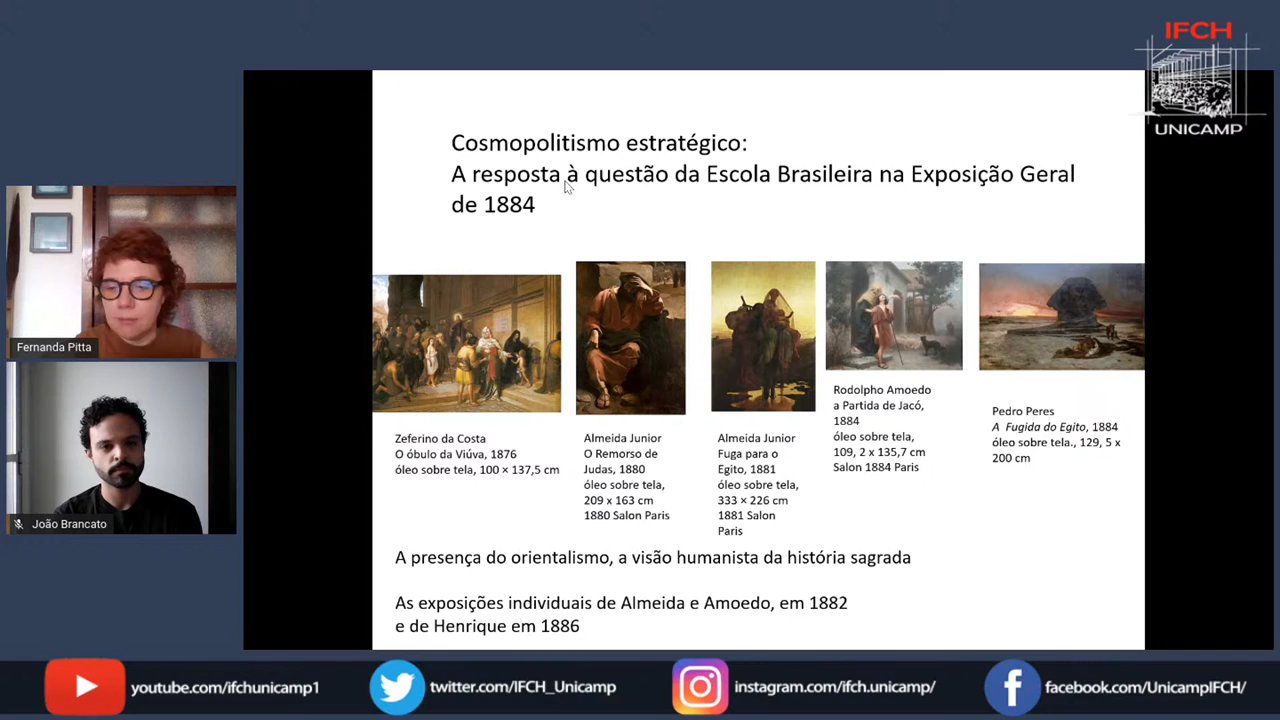 IFCH
UNICAMP
Cosmopolitismo estratégico:
A resposta à questão da Escola Brasileira na Exposição Geral
de 1884
Fernanda Pitta
João Brancato
Zeferino da Costa
O óbulo da Viúva, 1876
óleo sobre tela, 100 × 137,5 cm
Almeida Junior
O Remorso de
Judas, 1880
óleo sobre tela,
209 x 163 cm
1880 Salon Paris
Almeida Junior
Fuga para o
Egito, 1881
óleo sobre tela,
333 × 226 cm
1881 Salon
Paris
Rodolpho Amoedo
a Partida de Jacó,
1884
óleo sobre tela,
109, 2 x 135,7 cm
Salon 1884 Paris
Pedro Peres
A Fugida do Egito, 1884
óleo sobre tela., 129, 5 x
200 cm
A presença do orientalismo, a visão humanista da história sagrada
As exposições individuais de Almeida e Amoedo, em 1882
e de Henrique em 1886
youtube.com/ifchunicamp1
twitter.com/IFCH_Unicamp
instagram.com/ifch.unicamp/
facebook.com/UnicampIFCH/